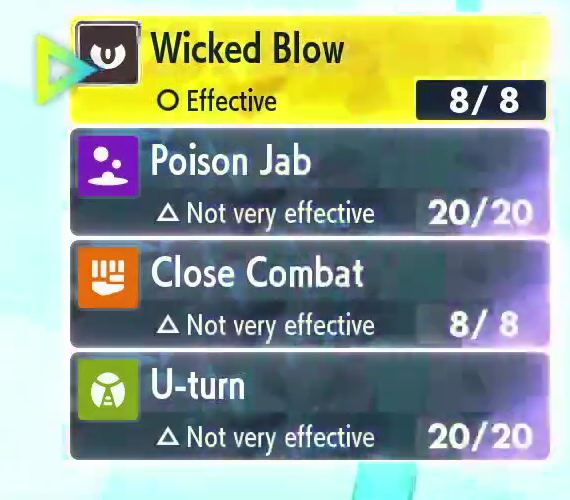 Wicked Blow
Effective 8/ 8
Poison Jab
Not very effective 20/20
Close Combat
Not very effective 8/ 8
U-turn
Not very effective 20/20